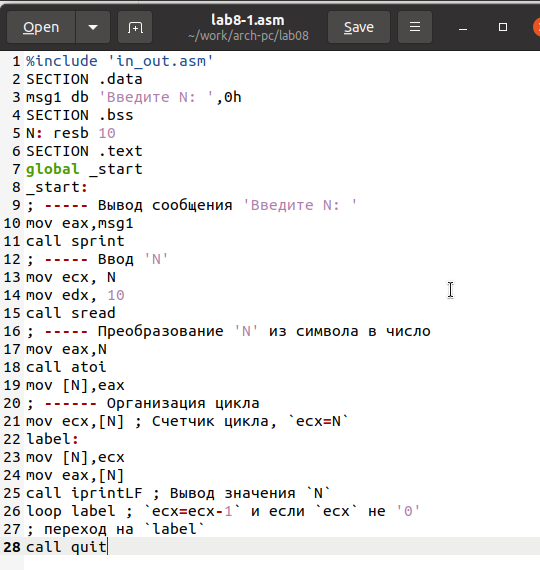 Open
lab8-1.asm
~/work/arch-pc/lab08
Save
1 %include 'in_out.asm'
2 SECTION .data
3 msg1 db 'Введите N: ',0h
4 SECTION .bss
5 N: resb 10
6 SECTION .text
7 global _start
8 _start:
9 ; ----- Вывод сообщения 'Введите N: '
10 mov eax,msg1
11 call sprint
12 ; ----- Ввод 'N'
13 mov ecx, N
14 mov edx, 10
15 call sread
16 ; ----- Преобразование 'N' из символа в число
17 mov eax,N
18 call atoi
19 mov [N],eax
20 ; ------ Организация цикла
21 mov ecx,[N] ; Счетчик цикла, `ecx=N`
22 label:
23 mov [N],ecx
24 mov eax,[N]
25 call iprintLF ; Вывод значения `N`
26 loop label ; `ecx=ecx-1` и если `ecx` не '0'
27 ; переход на `label`
28 call quit